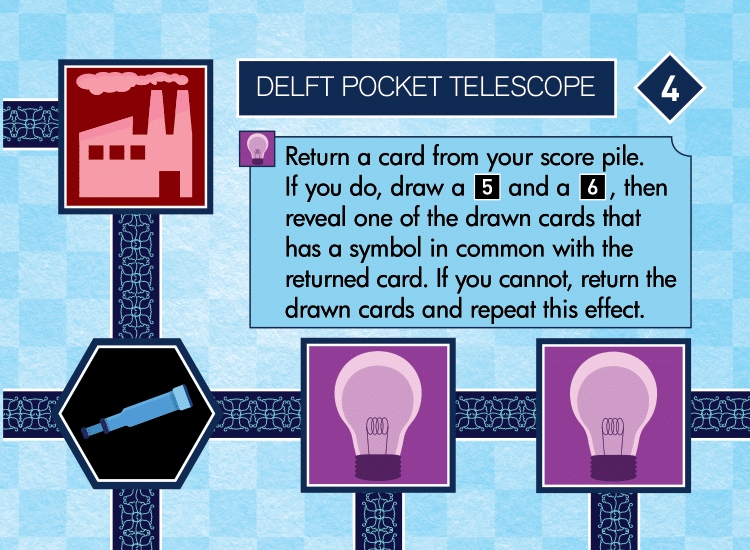 DELFT POCKET TELESCOPE
4
Return a card from your score pile.
If you do, draw a 5 and a 6, then
reveal one of the drawn cards that
has a symbol in common with the
returned card. If you cannot, return the
drawn cards and repeat this effect.